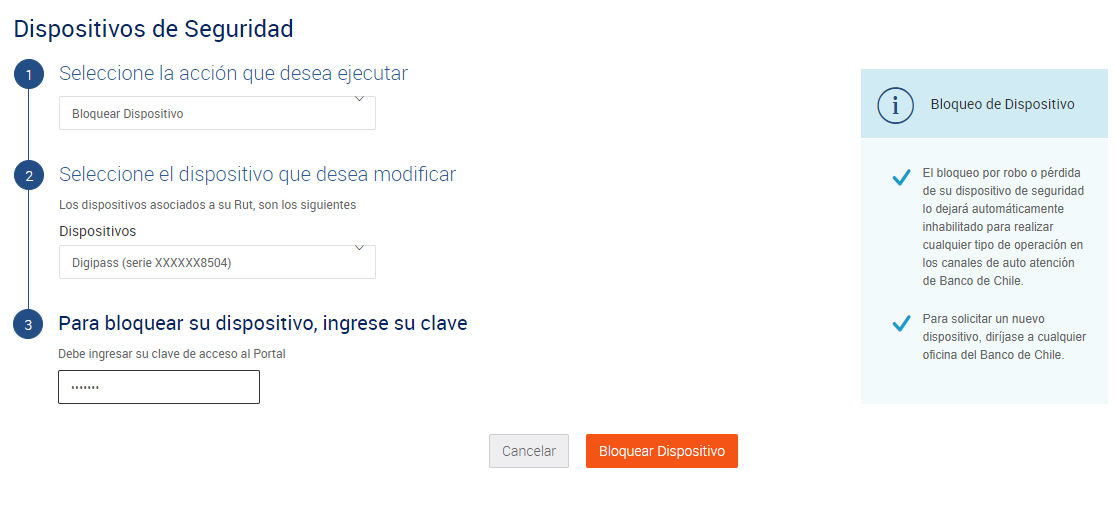 Dispositivos de Seguridad
1
Seleccione la acción que desea ejecutar
Bloquear Dispositivo
2
Seleccione el dispositivo que desea modificar
Los dispositivos asociados a su Rut, son los siguientes
Dispositivos
Digipass (serie XXXXXX8504)
3
Para bloquear su dispositivo, ingrese su clave
Debe ingresar su clave de acceso al Portal
•••••••
Cancelar
Bloquear Dispositivo
i
Bloqueo de Dispositivo
El bloqueo por robo o pérdida
de su dispositivo de seguridad
lo dejará automáticamente
inhabilitado para realizar
cualquier tipo de operación en
los canales de auto atención
de Banco de Chile.
Para solicitar un nuevo
dispositivo, diríjase a cualquier
oficina del Banco de Chile.